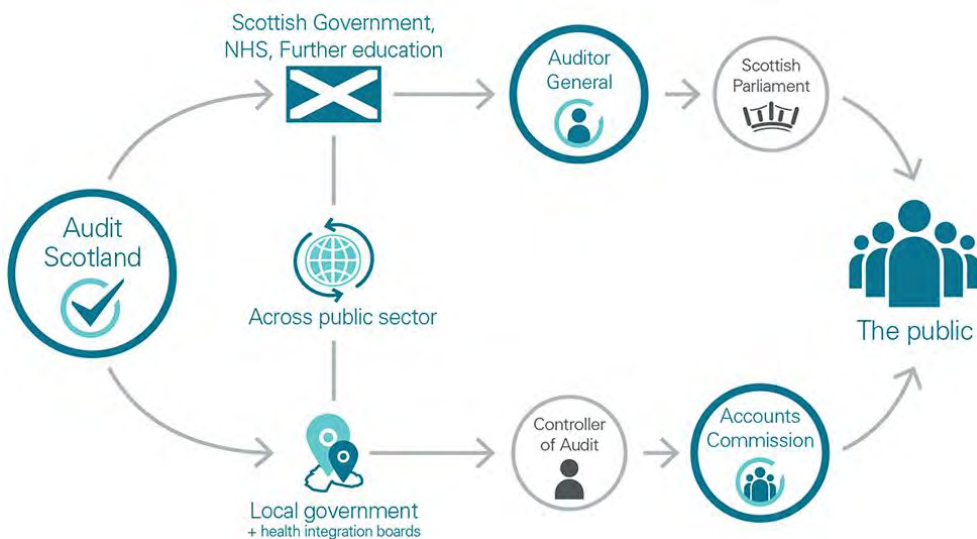 Scottish Government,
NHS, Further education
Auditor
General
Scottish
Parliament
Audit
Scotland
Across public sector
The public
Local government
+ health integration boards
Controller
of Audit
Accounts
Commission